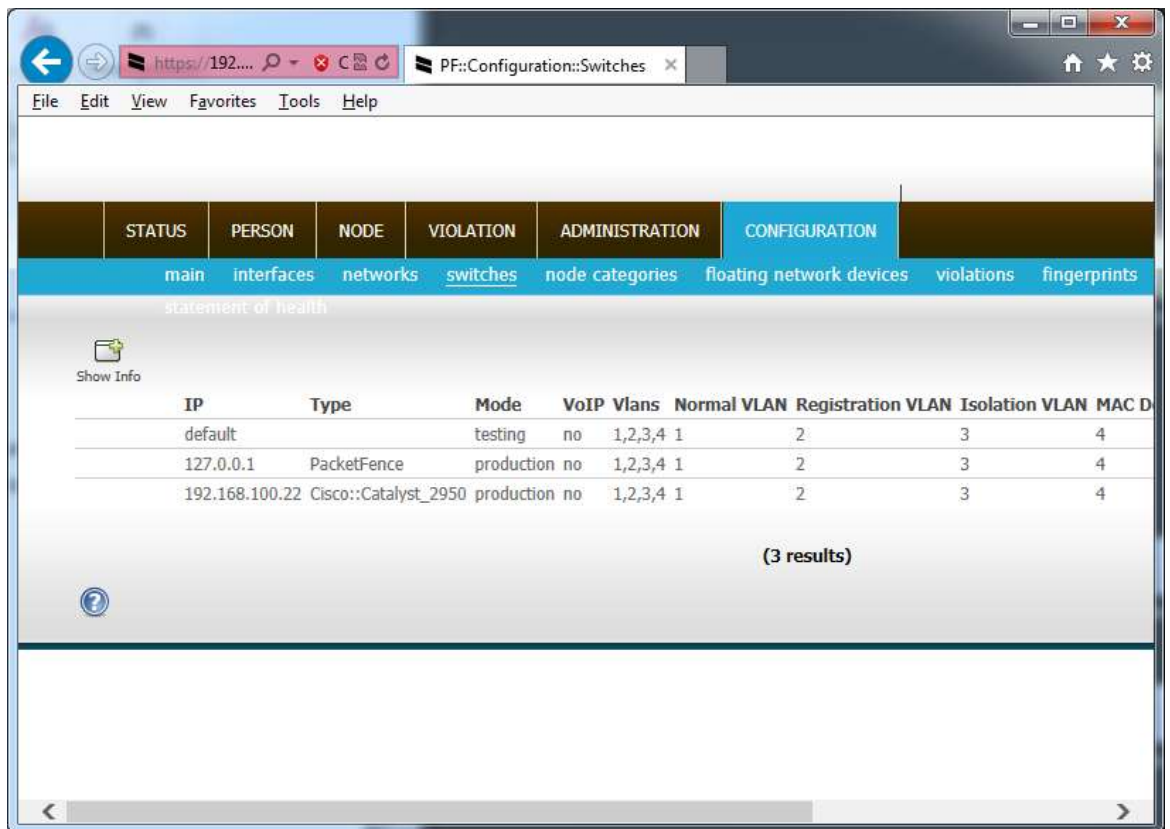 https://192.... C
PF::Configuration::Switches
File Edit View Favorites Tools Help
STATUS PERSON NODE VIOLATION ADMINISTRATION CONFIGURATION
main interfaces networks switches node categories floating network devices violations fingerprints
statement of health
Show Info
IP Type Mode VoIP Vlans Normal VLAN Registration VLAN Isolation VLAN MAC D
default testing no 1,2,3,4 1 2 3 4
127.0.0.1 PacketFence production no 1,2,3,4 1 2 3 4
192.168.100.22 Cisco::Catalyst_2950 production no 1,2,3,4 1 2 3 4
(3 results)